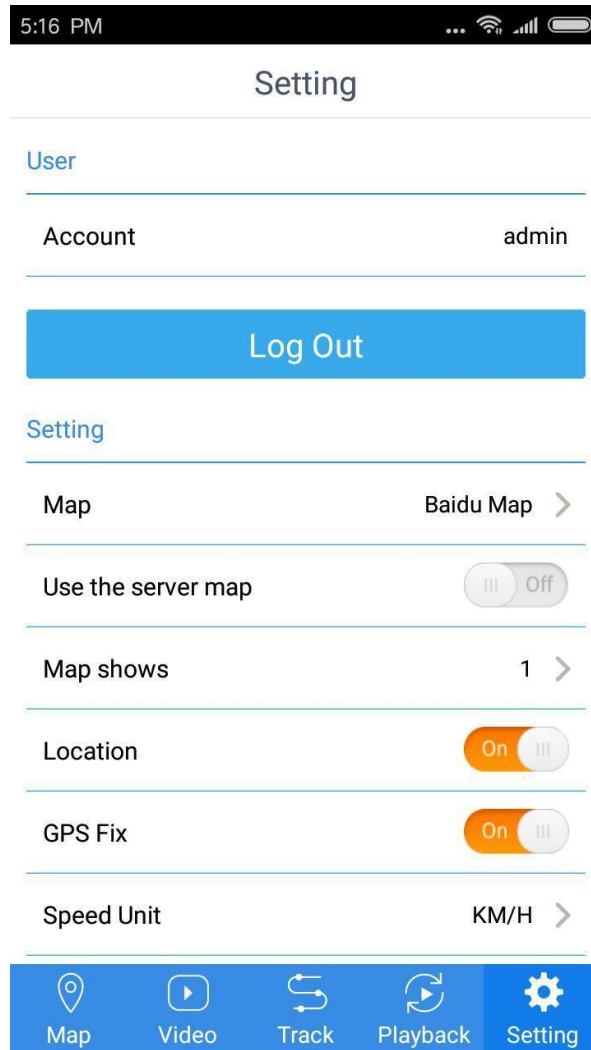 5:16 PM
Setting
User
Account admin
Log Out
Setting
Map Baidu Map
Use the server map Off
Map shows 1
Location On
GPS Fix On
Speed Unit KM/H
Map Video Track Playback Setting